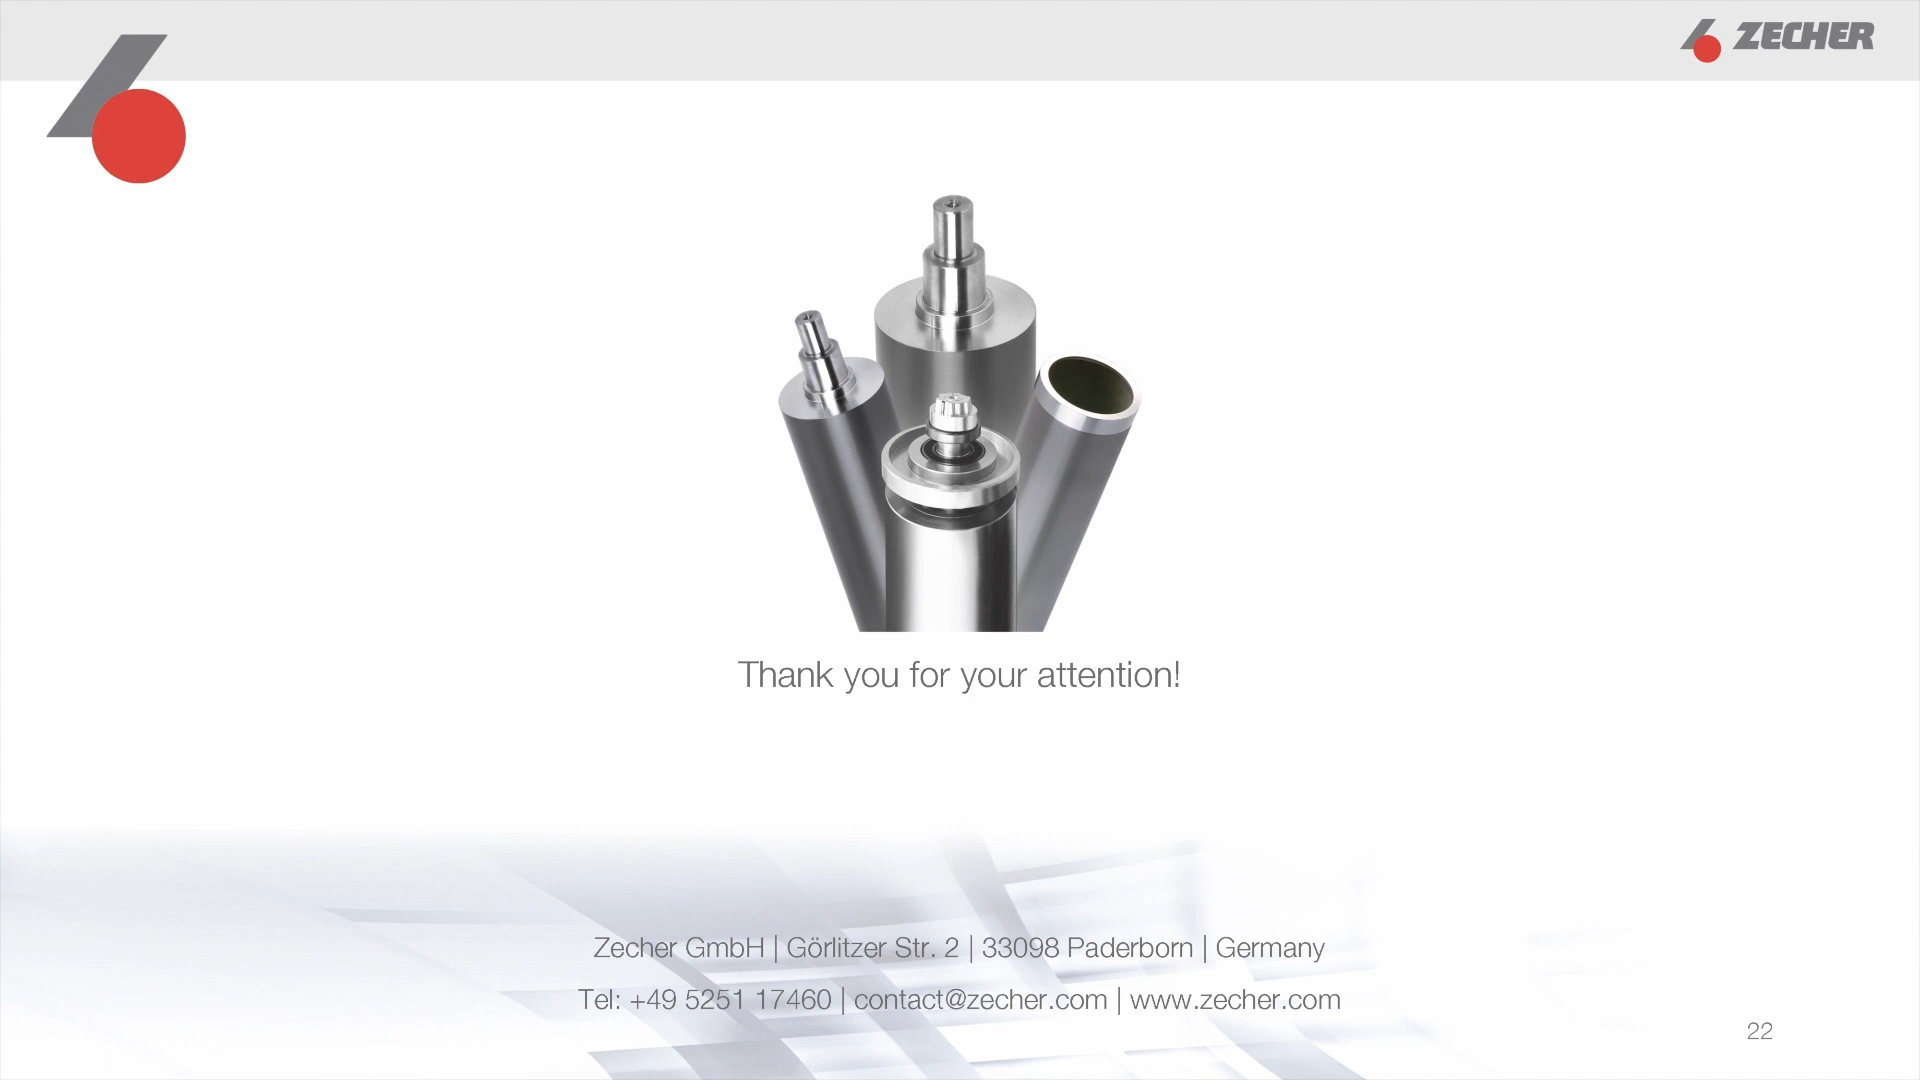 ZECHER
Thank you for your attention!
Zecher GmbH | Görlitzer Str. 2 | 33098 Paderborn | Germany
Tel: +49 5251 17460 | contact@zecher.com | www.zecher.com
22